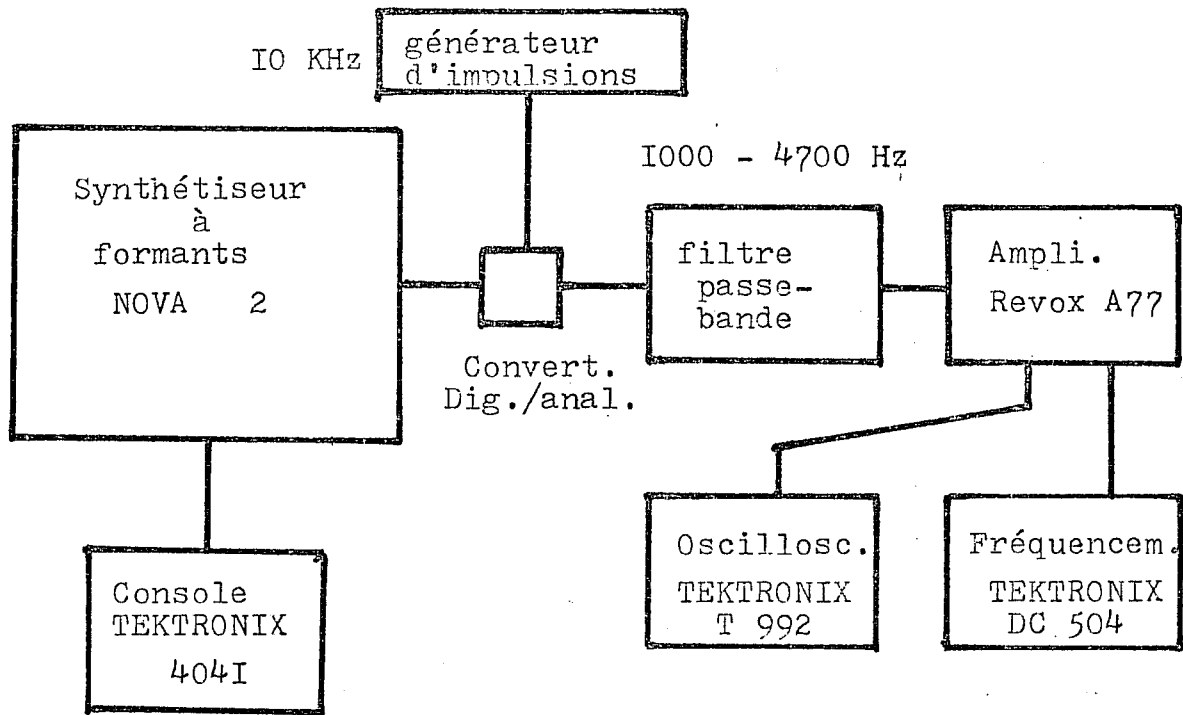 IO KHz
générateur
d'impulsions
Synthétiseur
à
formants
NOVA 2
Convert.
Dig./anal.
I000 - 4700 Hz
filtre
passe-
bande
Ampli.
Revox A77
Console
TEKTRONIX
404I
Oscillosc.
TEKTRONIX
T 992
Fréquencem.
TEKTRONIX
DC 504